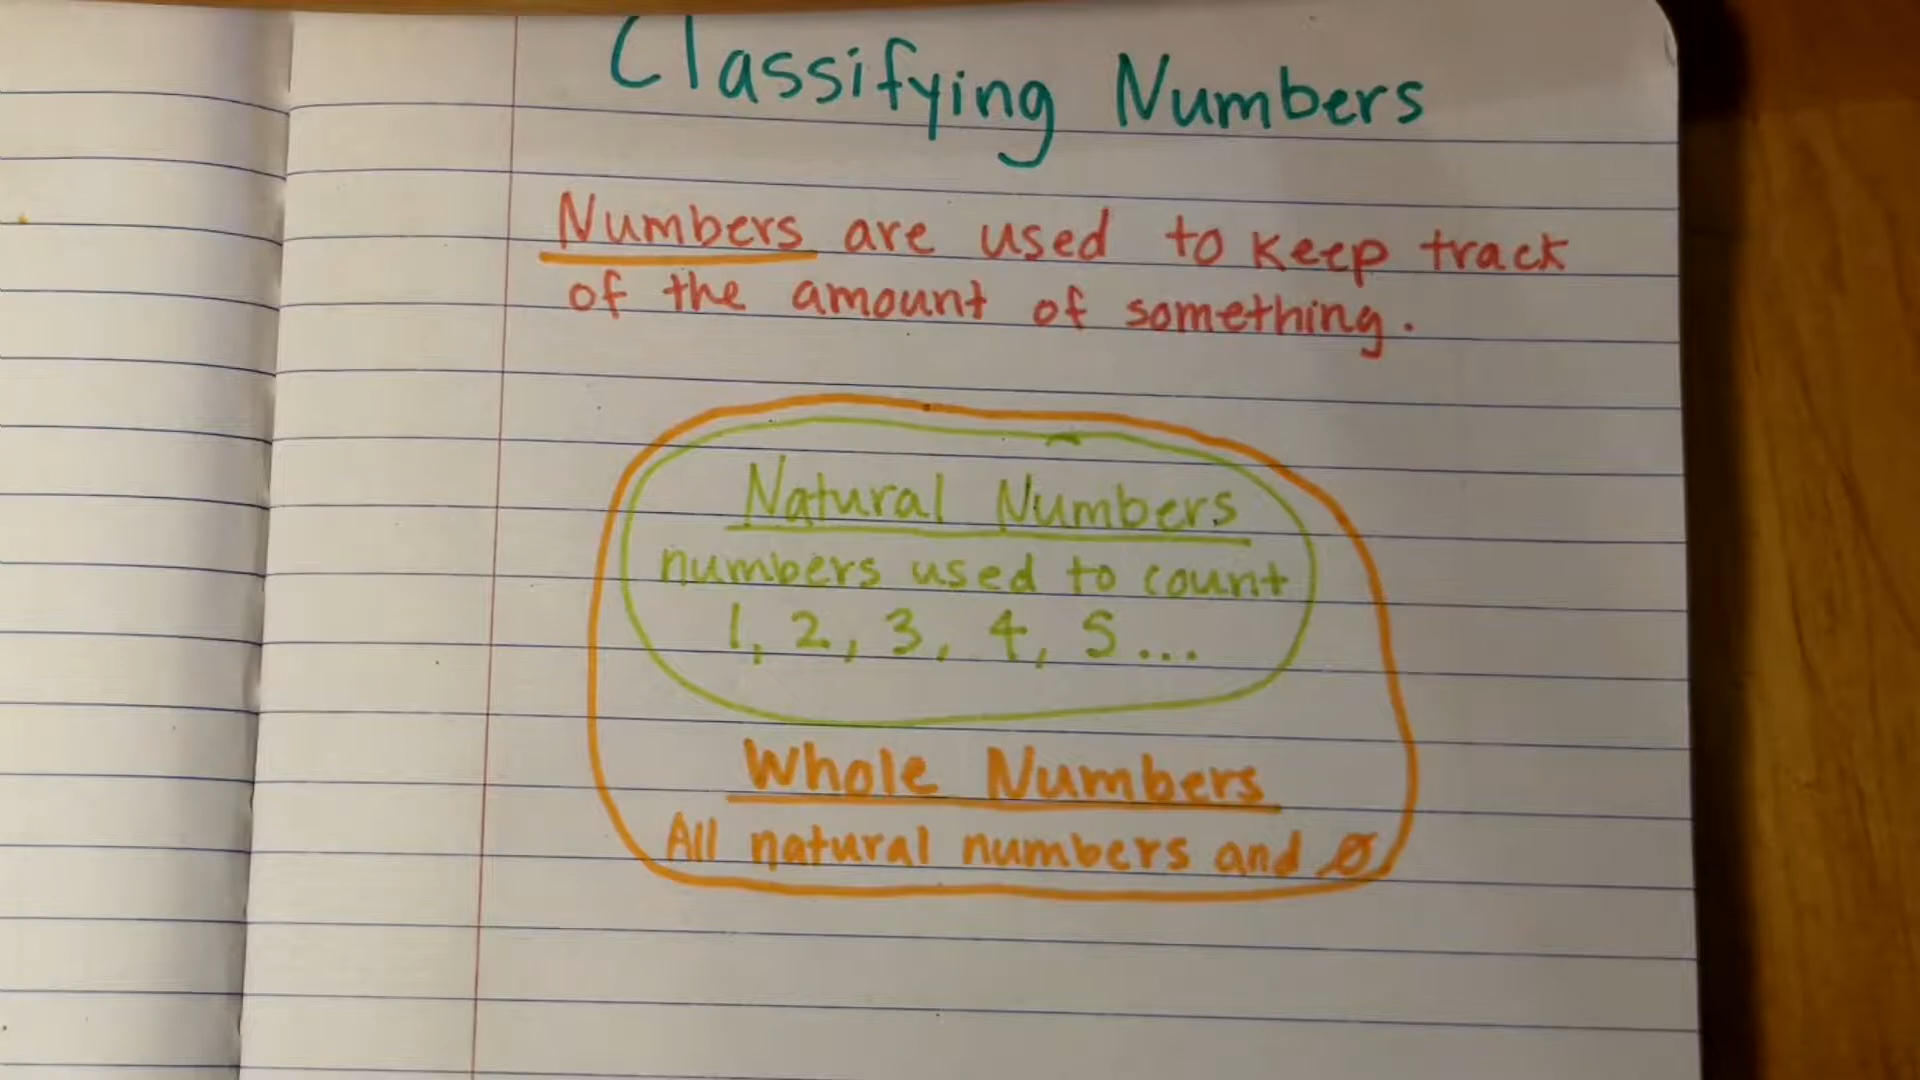 Classifying Numbers
Numbers are used to keep track
of the amount of something.
Natural Numbers
numbers used to count
1, 2, 3, 4, 5...
Whole Numbers
All natural numbers and 0